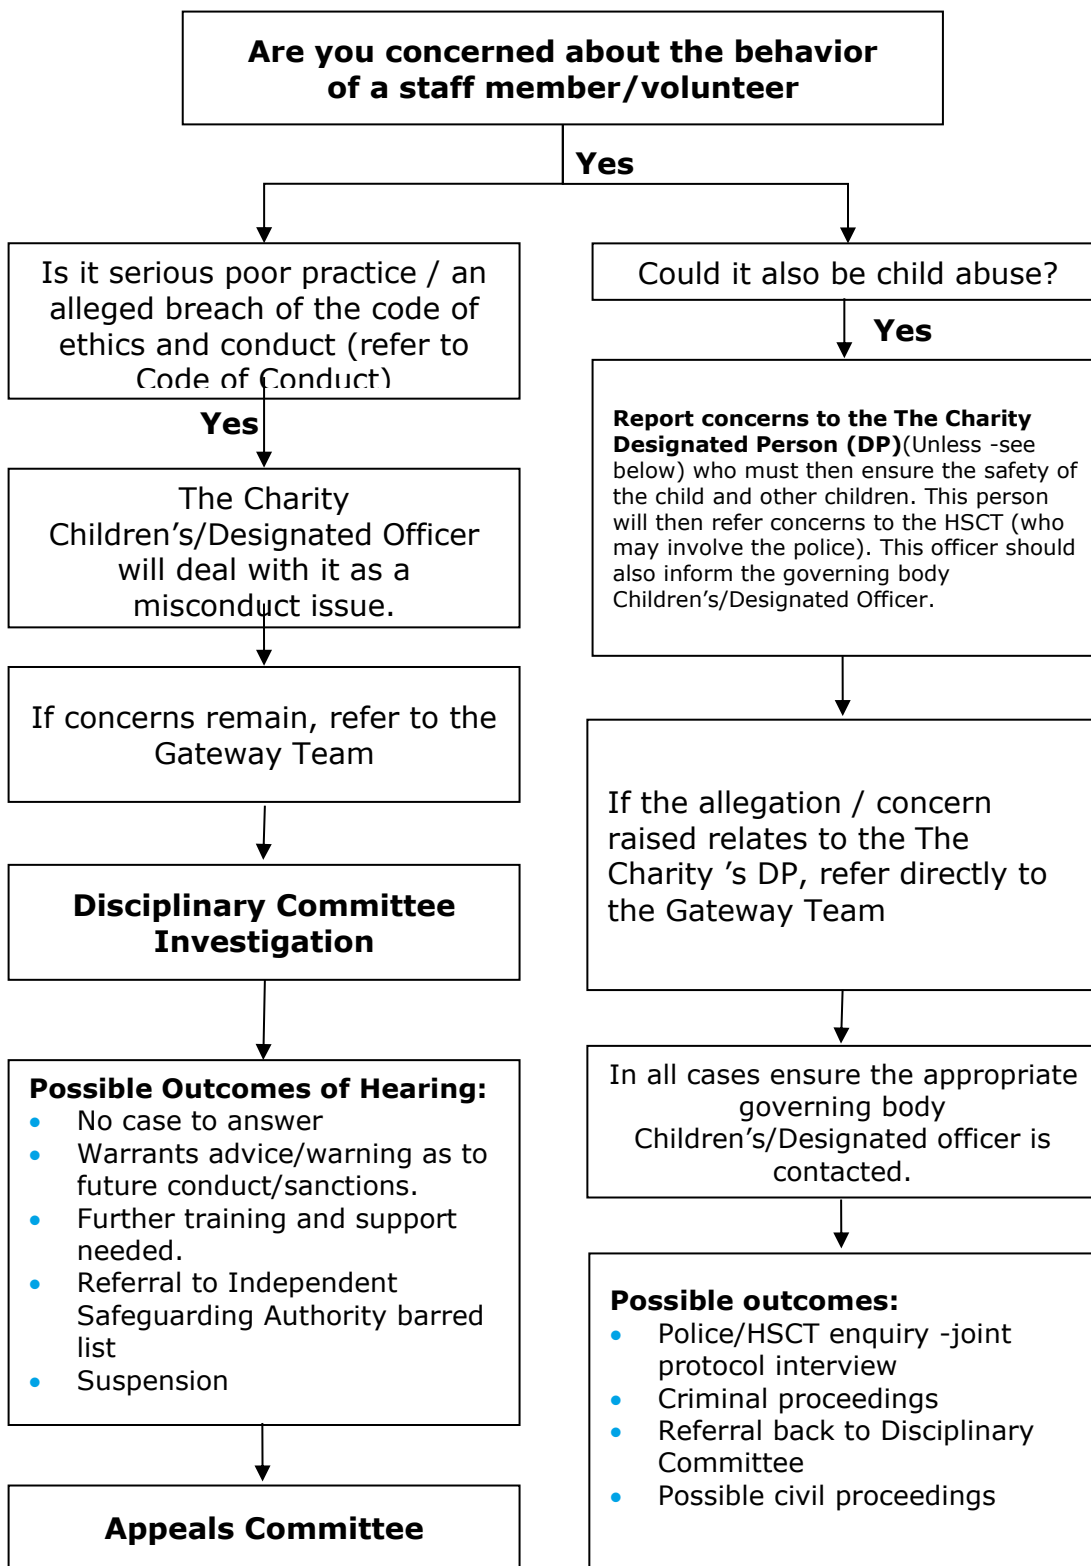 Are you concerned about the behavior
of a staff member/volunteer
Yes
Is it serious poor practice / an
alleged breach of the code of
ethics and conduct (refer to
Code of Conduct)
Yes
The Charity
Children’s/Designated Officer
will deal with it as a
misconduct issue.
If concerns remain, refer to the
Gateway Team
Disciplinary Committee
Investigation
Possible Outcomes of Hearing:
• No case to answer
• Warrants advice/warning as to
future conduct/sanctions.
• Further training and support
needed.
• Referral to Independent
Safeguarding Authority barred
list
• Suspension
Appeals Committee
Could it also be child abuse?
Yes
Report concerns to the The Charity
Designated Person (DP)(Unless -see
below) who must then ensure the safety of
the child and other children. This person
will then refer concerns to the HSCT (who
may involve the police). This officer should
also inform the governing body
Children’s/Designated Officer.
If the allegation / concern
raised relates to the The
Charity ’s DP, refer directly to
the Gateway Team
In all cases ensure the appropriate
governing body
Children’s/Designated officer is
contacted.
Possible outcomes:
• Police/HSCT enquiry -joint
protocol interview
• Criminal proceedings
• Referral back to Disciplinary
Committee
• Possible civil proceedings